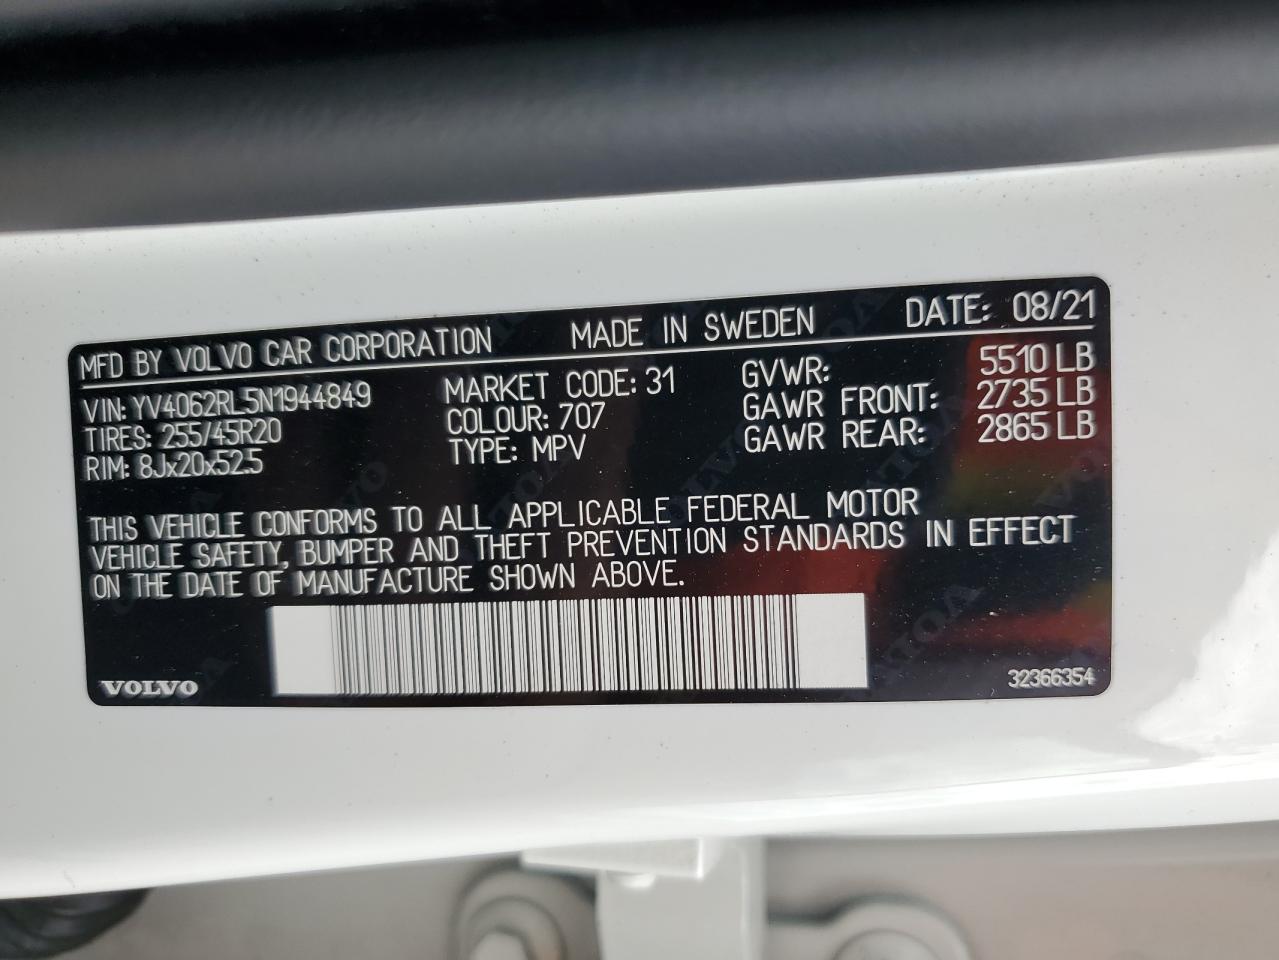 MFD BY VOLVO CAR CORPORATION MADE IN SWEDEN DATE: 08/21
VIN: YV4062RL5N1944849 MARKET CODE: 31 GVWR: 5510 LB
TIRES: 255/45R20 COLOUR: 707 GAWR FRONT: 2735 LB
RIM: 8Jx20x52.5 TYPE: MPV GAWR REAR: 2865 LB
THIS VEHICLE CONFORMS TO ALL APPLICABLE FEDERAL MOTOR
VEHICLE SAFETY, BUMPER AND THEFT PREVENTION STANDARDS IN EFFECT
ON THE DATE OF MANUFACTURE SHOWN ABOVE.
VOLVO 32366354